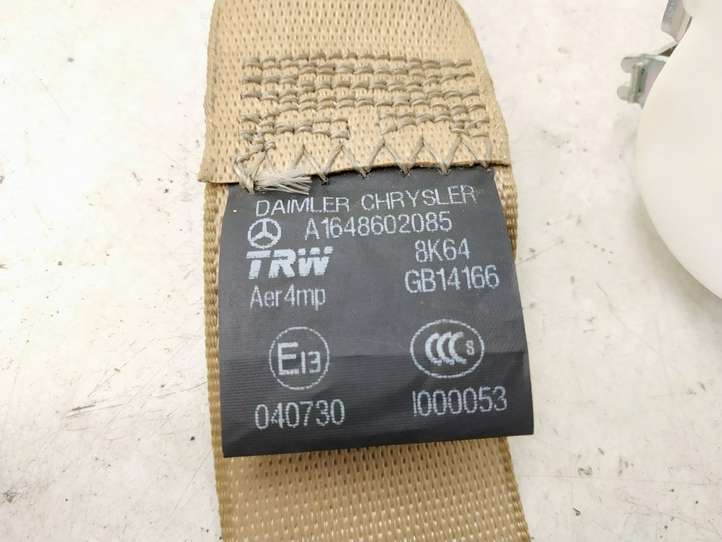 DAIMLER CHRYSLER
A1648602085
TRW 8K64
Aer4mp GB14166
E13 CCC S
040730 I000053